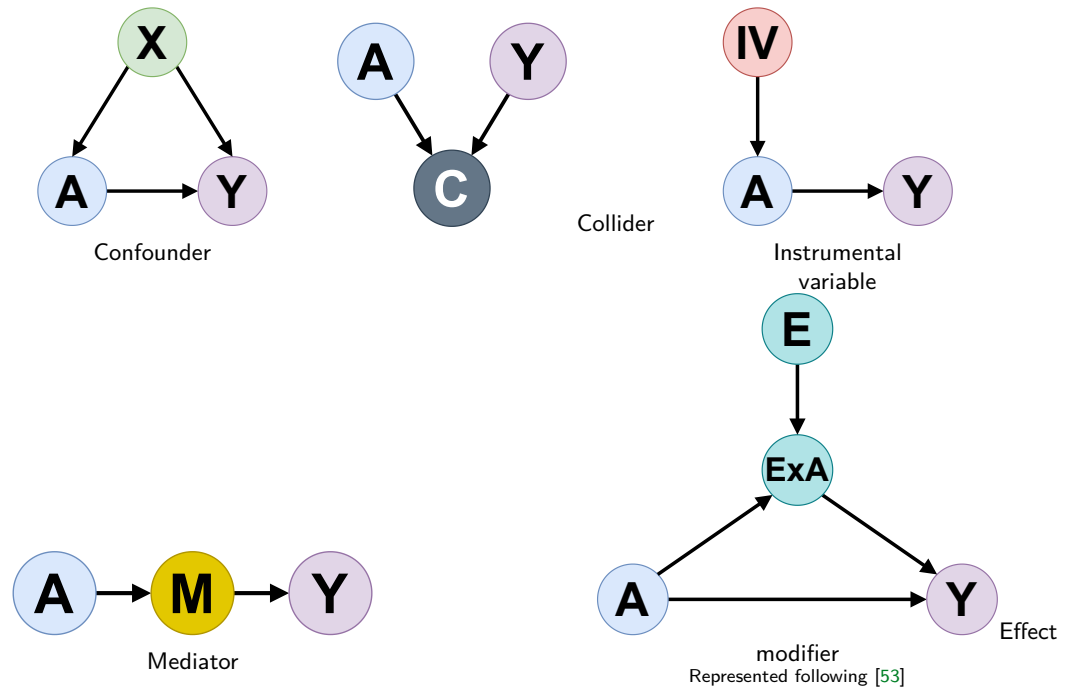 X
A
Y
Confounder
A
Y
C
Collider
IV
A
Y
Instrumental
variable
A
M
Y
Mediator
E
ExA
A
Y
Effect
modifier
Represented following [53]